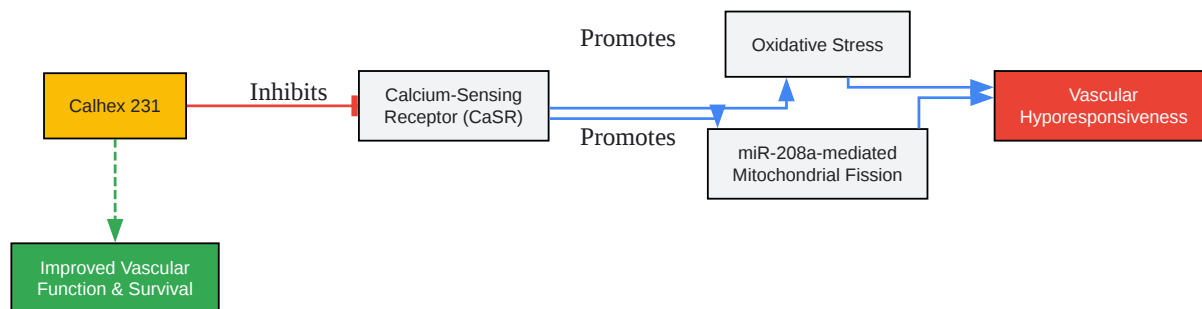 Promotes
Oxidative Stress
Calhex 231
Inhibits
Calcium-Sensing
Receptor (CaSR)
Vascular
Hyporesponsiveness
Promotes
miR-208a-mediated
Mitochondrial Fission
Improved Vascular
Function & Survival